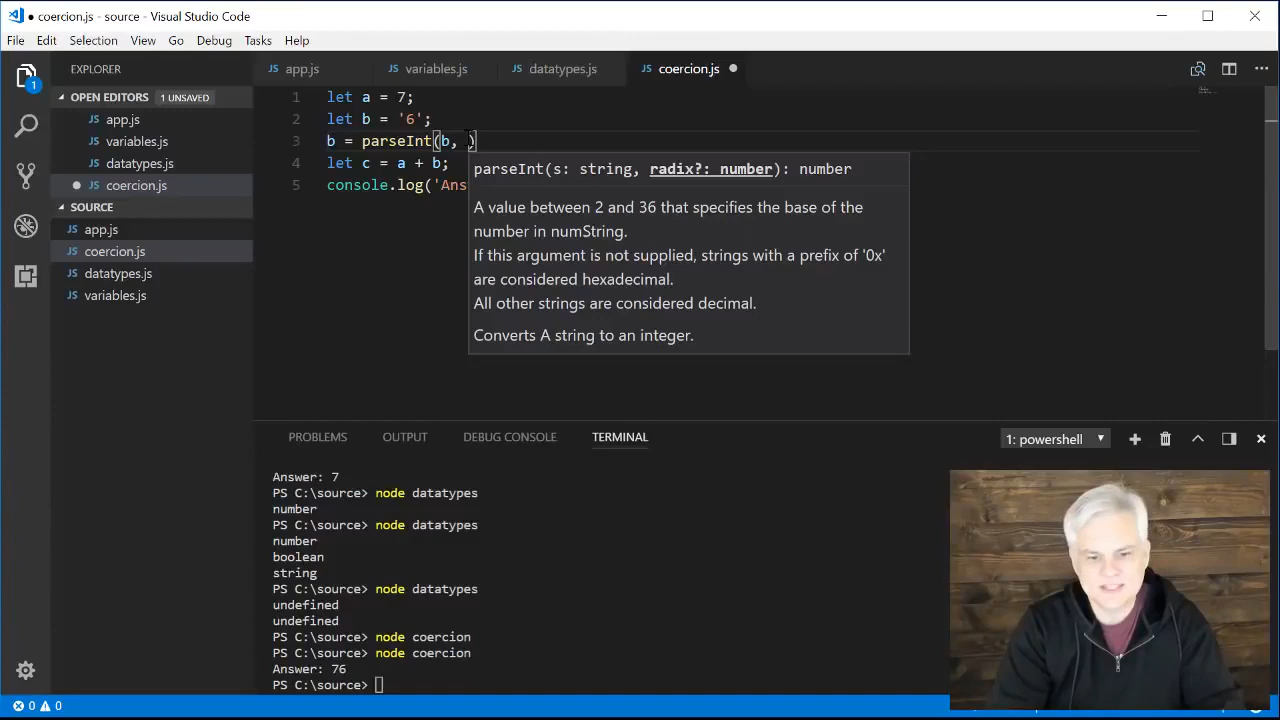 ● coercion.js - source - Visual Studio Code
File Edit Selection View Go Debug Tasks Help
EXPLORER
OPEN EDITORS 1 UNSAVED
JS app.js
JS variables.js
JS datatypes.js
● JS coercion.js
SOURCE
JS app.js
JS coercion.js
JS datatypes.js
JS variables.js
1
JS app.js JS variables.js JS datatypes.js JS coercion.js ●
1 let a = 7;
2 let b = '6';
3 b = parseInt(b, )
4 let c = a + b;
5 console.log('Ans
parseInt(s: string, radix?: number): number
A value between 2 and 36 that specifies the base of the
number in numString.
If this argument is not supplied, strings with a prefix of '0x'
are considered hexadecimal.
All other strings are considered decimal.
Converts A string to an integer.
PROBLEMS OUTPUT DEBUG CONSOLE TERMINAL 1: powershell
Answer: 7
PS C:\source> node datatypes
number
PS C:\source> node datatypes
number
boolean
string
PS C:\source> node datatypes
undefined
undefined
PS C:\source> node coercion
PS C:\source> node coercion
Answer: 76
PS C:\source>
0 0